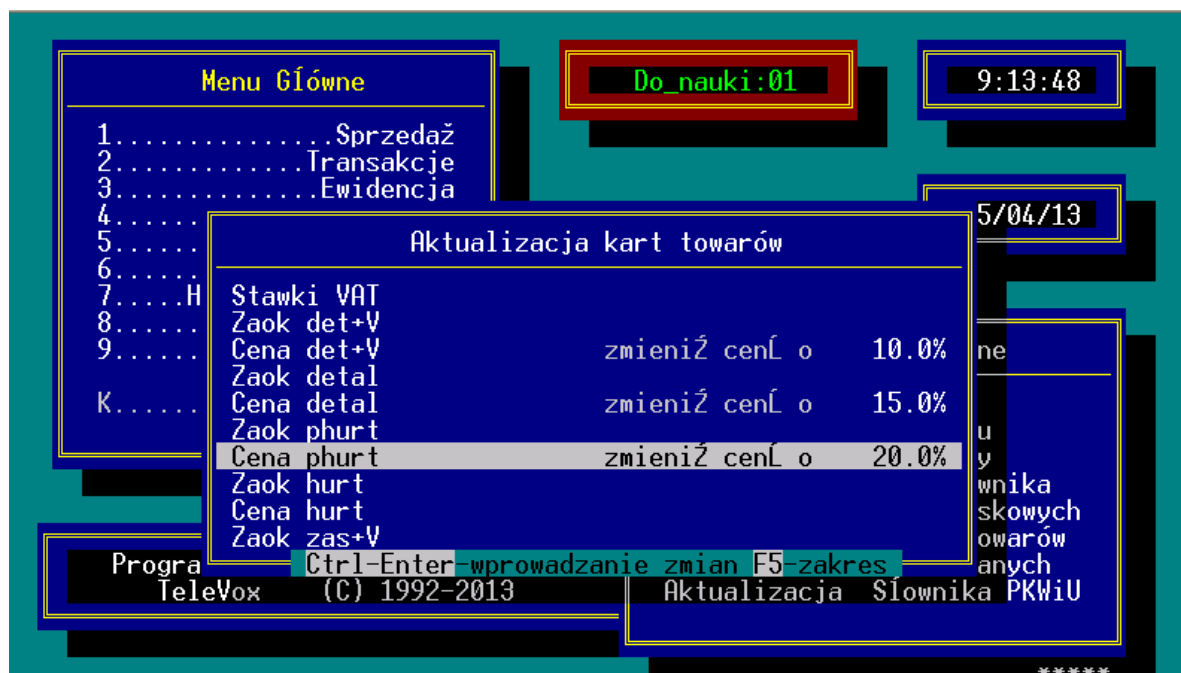 Menu GÍówne
Do_nauki:01
9:13:48
1...............Sprzedaž
2.............Transakcje
3..............Ewidencja
4......
5......
6......
7.....H
8......
9......
K......
5/04/13
Aktualizacja kart towarów
Stawki VAT
Zaok det+V
Cena det+V zmieniŹ cenĹ o 10.0%
Zaok detal
Cena detal zmieniŹ cenĹ o 15.0%
Zaok phurt
Cena phurt zmieniŹ cenĹ o 20.0%
Zaok hurt
Cena hurt
Zaok zas+V
Ctrl-Enter-wprowadzanie zmian F5-zakres
ne
u
y
wnika
skowych
owarów
anych
Aktualizacja SÍownika PKWiU
Progra
TeleVox (C) 1992-2013
*****